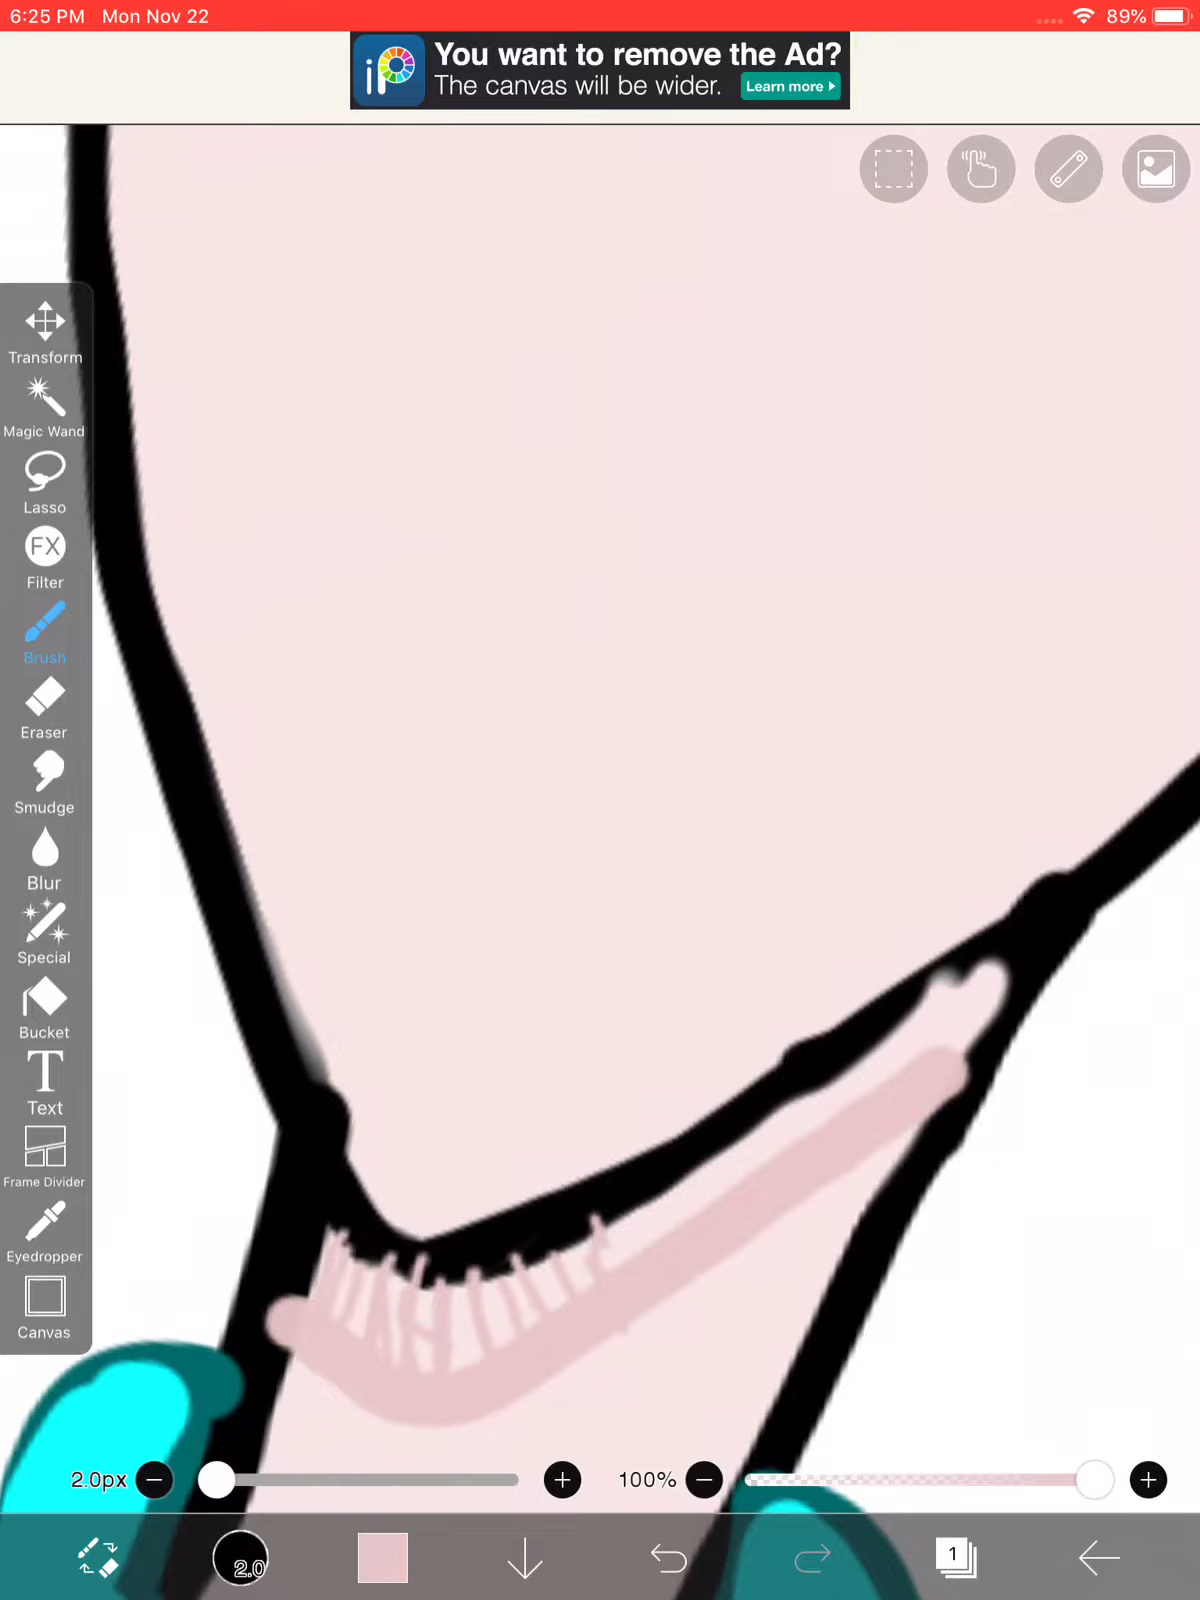 6:25 PM Mon Nov 22
89%
iP
You want to remove the Ad?
The canvas will be wider.
Learn more
Transform
Magic Wand
Lasso
FX
Filter
Brush
Eraser
Smudge
Blur
Special
Bucket
T
Text
Frame Divider
Eyedropper
Canvas
2.0px
100%
2.0
1